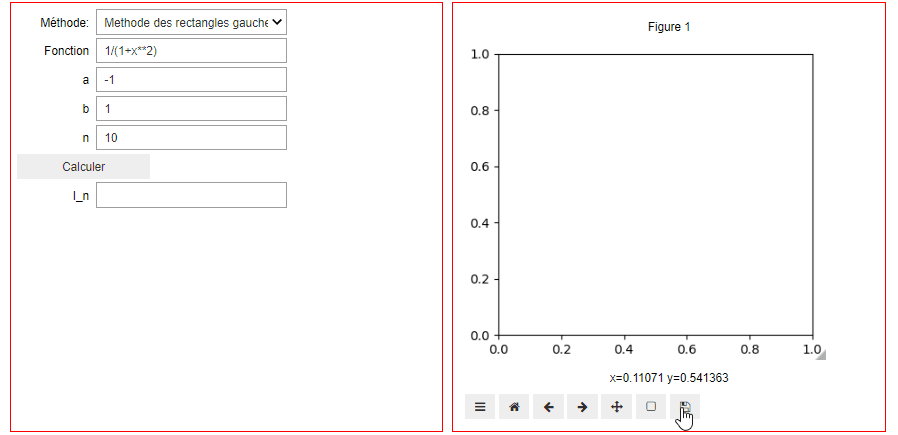 Méthode: Methode des rectangles gauche
Fonction 1/(1+x**2)
a -1
b 1
n 10
Calculer
I_n
Figure 1
1.0
0.8
0.6
0.4
0.2
0.0
0.0 0.2 0.4 0.6 0.8 1.0
x=0.11071 y=0.541363